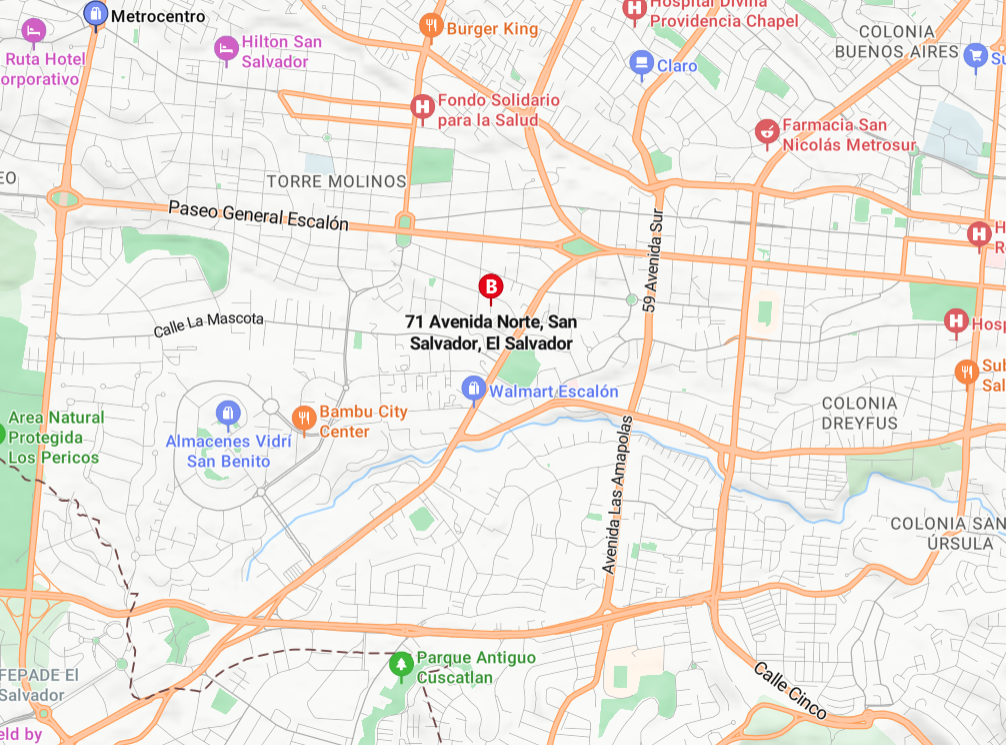 Metrocentro
Hospital Divina
Providencia Chapel
Burger King
COLONIA
BUENOS AIRES
Ruta Hotel
orporativo
Hilton San
Salvador
Claro
Su
H
Fondo Solidario
para la Salud
Farmacia San
Nicolás Metrosur
EO
TORRE MOLINOS
Paseo General Escalón
59 Avenida Sur
H
H
R
B
71 Avenida Norte, San
Salvador, El Salvador
Calle La Mascota
H
Hosp
Walmart Escalón
Sub
Sal
Area Natural
Protegida
Los Pericos
Almacenes Vidrí
San Benito
Bambu City
Center
COLONIA
DREYFUS
Avenida Las Amapolas
COLONIA SAN
ÚRSULA
FEPADE El
Salvador
Parque Antiguo
Cuscatlan
Calle Cinco
eld by